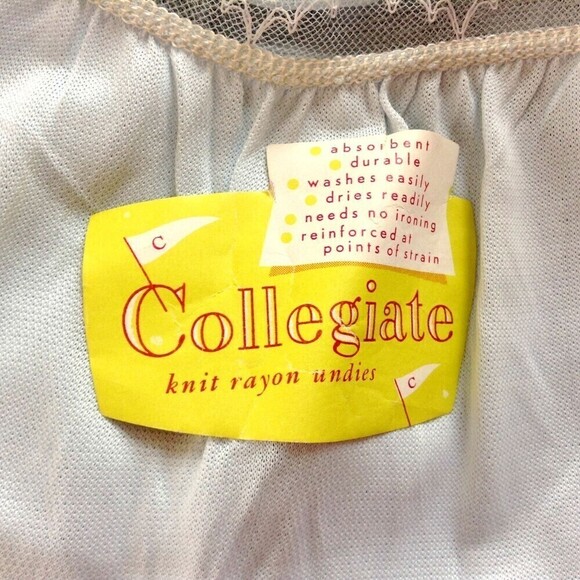 absorbent
durable
washes easily
dries readily
needs no ironing
reinforced at
points of strain
C
Collegiate
knit rayon undies
C